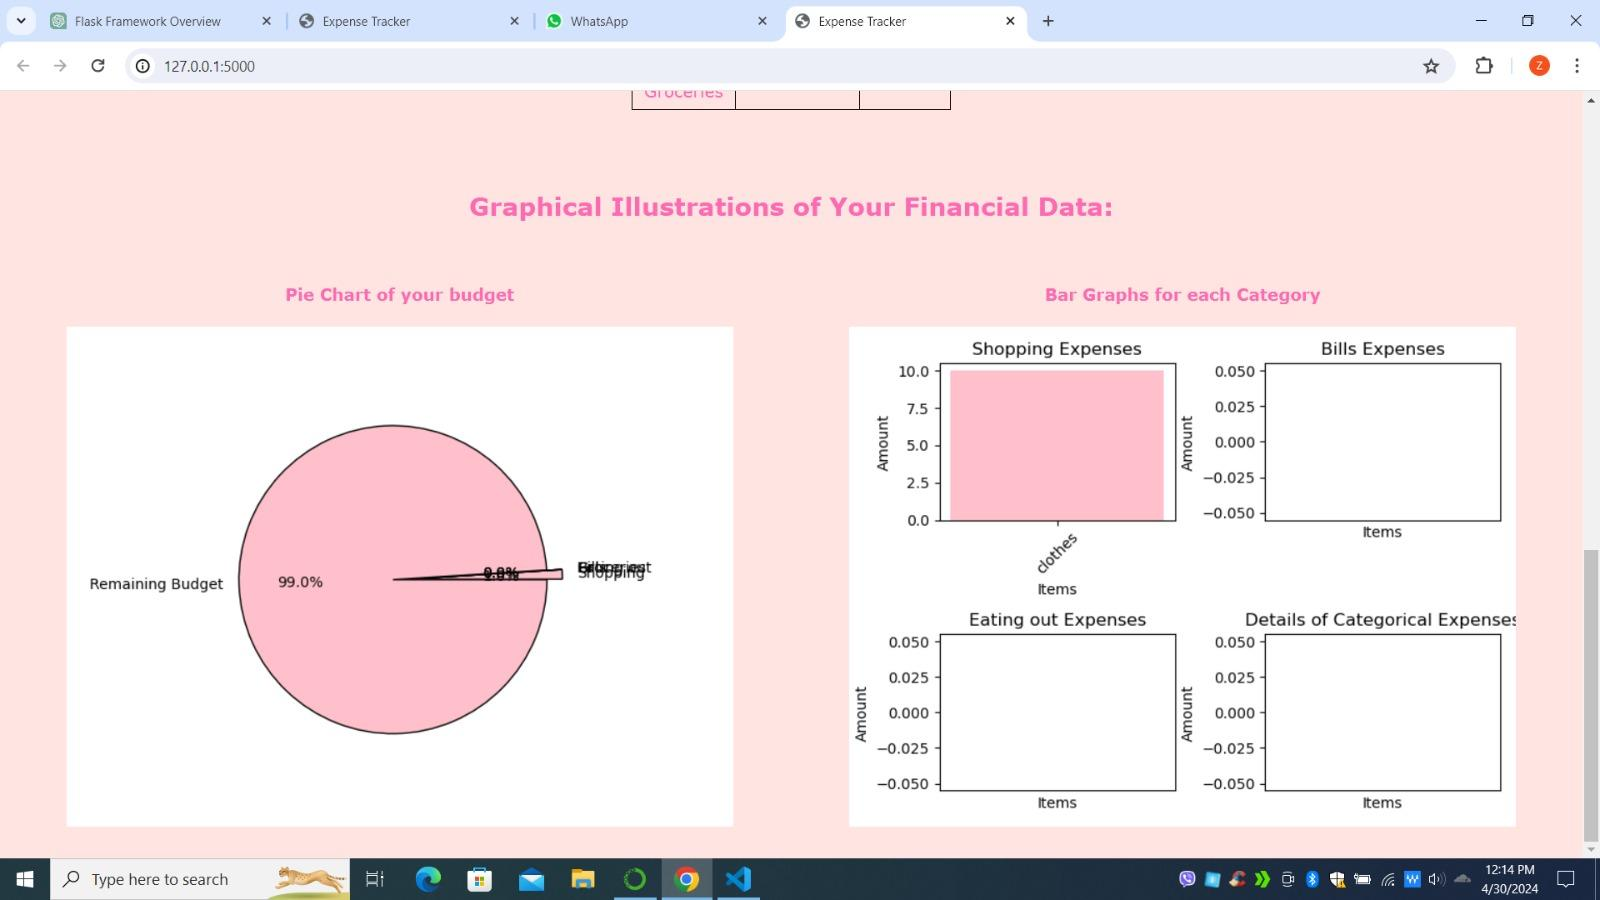 Flask Framework Overview
Expense Tracker
WhatsApp
Expense Tracker
127.0.0.1:5000
Z
Groceries
Graphical Illustrations of Your Financial Data:
Pie Chart of your budget
Bar Graphs for each Category
Remaining Budget
99.0%
Shopping
Shopping Expenses
Amount
10.0
7.5
5.0
2.5
0.0
clothes
Items
Bills Expenses
Amount
0.050
0.025
0.000
−0.025
−0.050
Items
Eating out Expenses
Amount
0.050
0.025
0.000
−0.025
−0.050
Items
Details of Categorical Expenses
Amount
0.050
0.025
0.000
−0.025
−0.050
Items
Type here to search
12:14 PM
4/30/2024